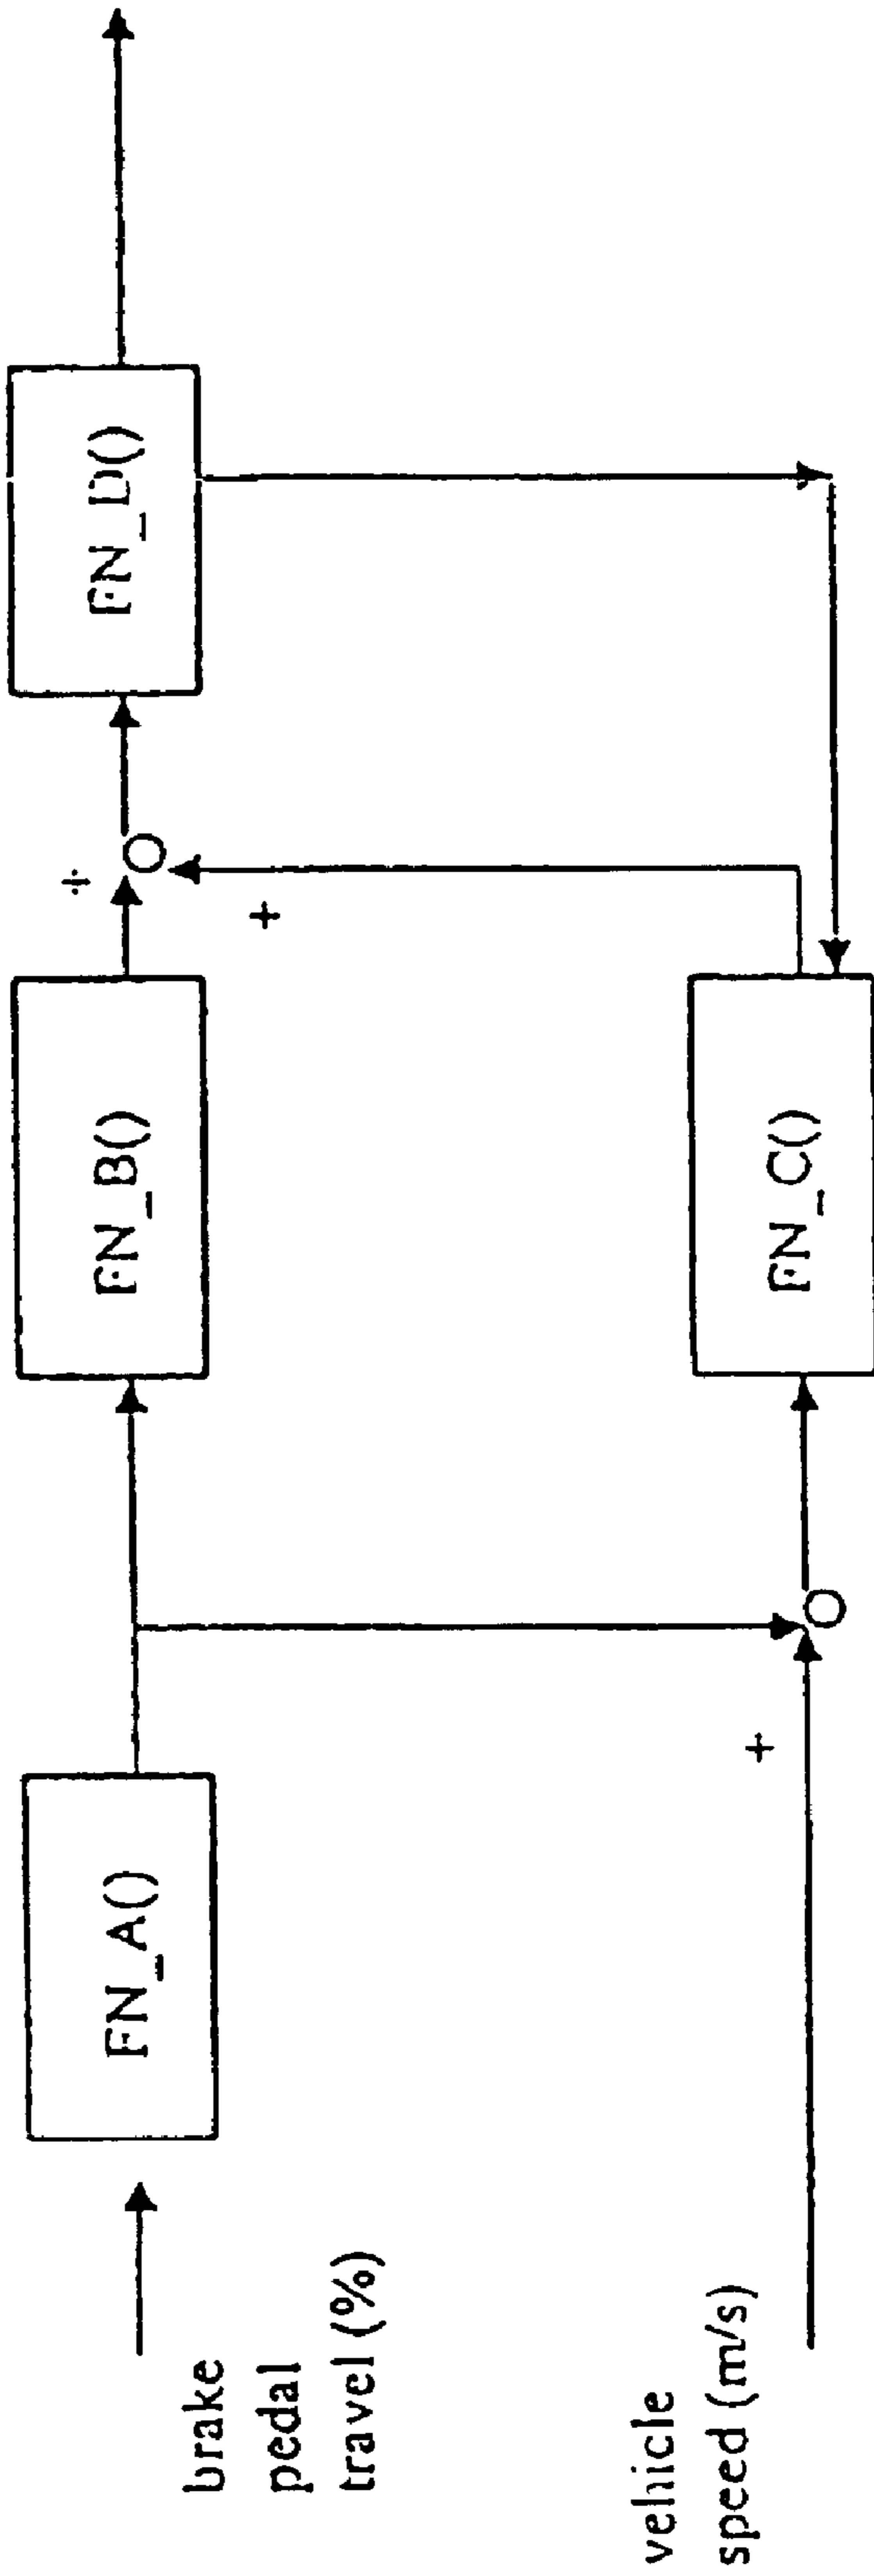 brake
pedal
travel (%)
FN_A()
FN_B()
+
+
FN_D()
vehicle
speed (m/s)
+
FN_C()